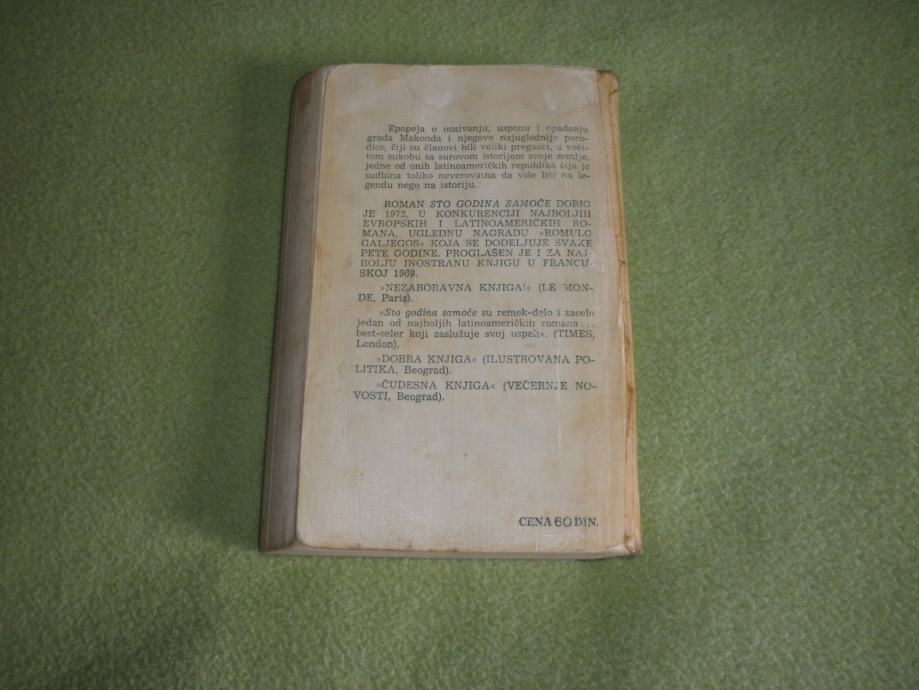 Epopeja o osnivanju, usponu i opadanju
grada Makonda i njegove najuglednije poro-
dice, čiji su članovi bili veliki pregaoci, u veči-
tom sukobu sa surovom istorijom svoje zemlje,
jedne od onih latinoameričkih republika čija je
sudbina toliko neverovatna da više liči na le-
gendu nego na istoriju.
ROMAN STO GODINA SAMOĆE DOBIO
JE 1972, U KONKURENCIJI NAJBOLJIH
EVROPSKIH I LATINOAMERIČKIH RO-
MANA, UGLEDNU NAGRADU »ROMULO
GALJEGOS« KOJA SE DODELJUJE SVAKE
PETE GODINE. PROGLAŠEN JE I ZA NAJ-
BOLJU INOSTRANU KNJIGU U FRANCU
SKOJ 1969.
»NEZABORAVNA KNJIGA!« (LE MON-
DE, Pariz).
»Sto godina samoće su remek-delo i zacelo
jedan od najboljih latinoameričkih romana...
best-seler koji zaslužuje svoj uspeh«. (TIMES,
London).
»DOBRA KNJIGA« (ILUSTROVANA PO-
LITIKA, Beograd).
»ČUDESNA KNJIGA« (VEČERNJE NO-
VOSTI, Beograd).
CENA 60 DIN.